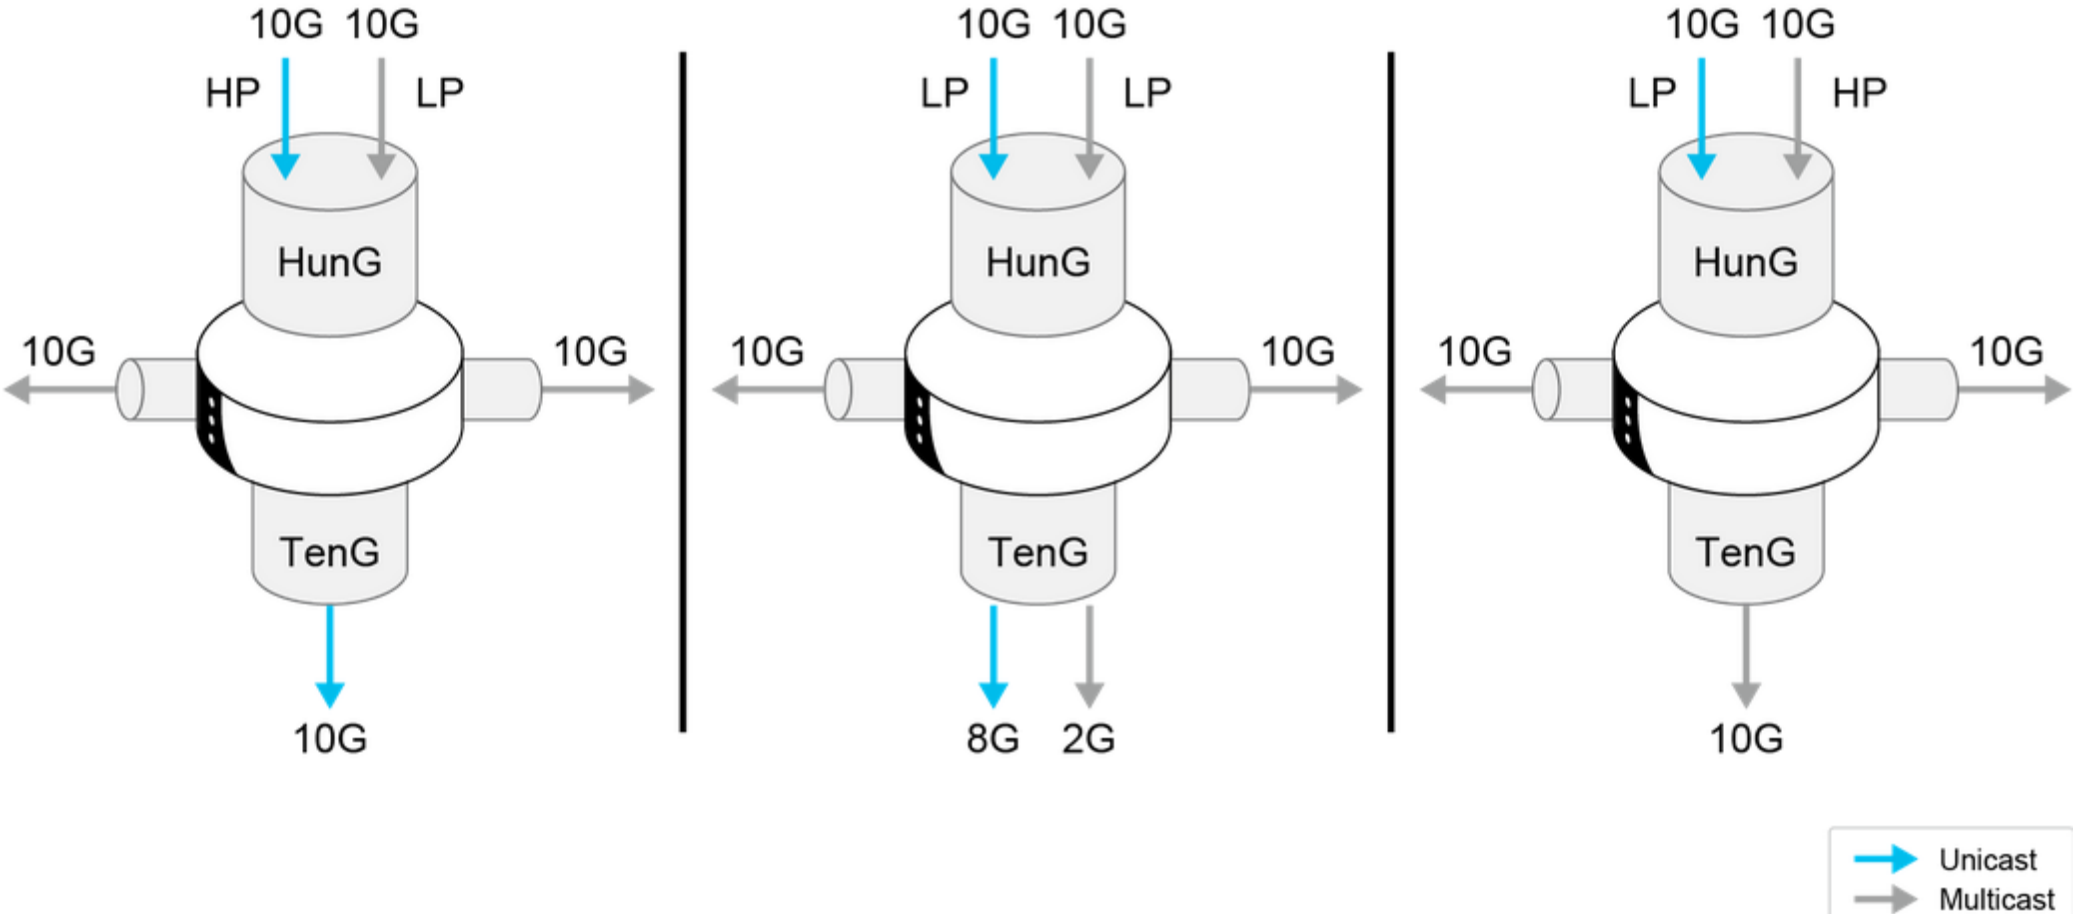 10G 10G
HP LP
HunG
10G 10G
TenG
10G
10G 10G
LP LP
HunG
10G 10G
TenG
8G 2G
10G 10G
LP HP
HunG
10G 10G
TenG
10G
Unicast
Multicast